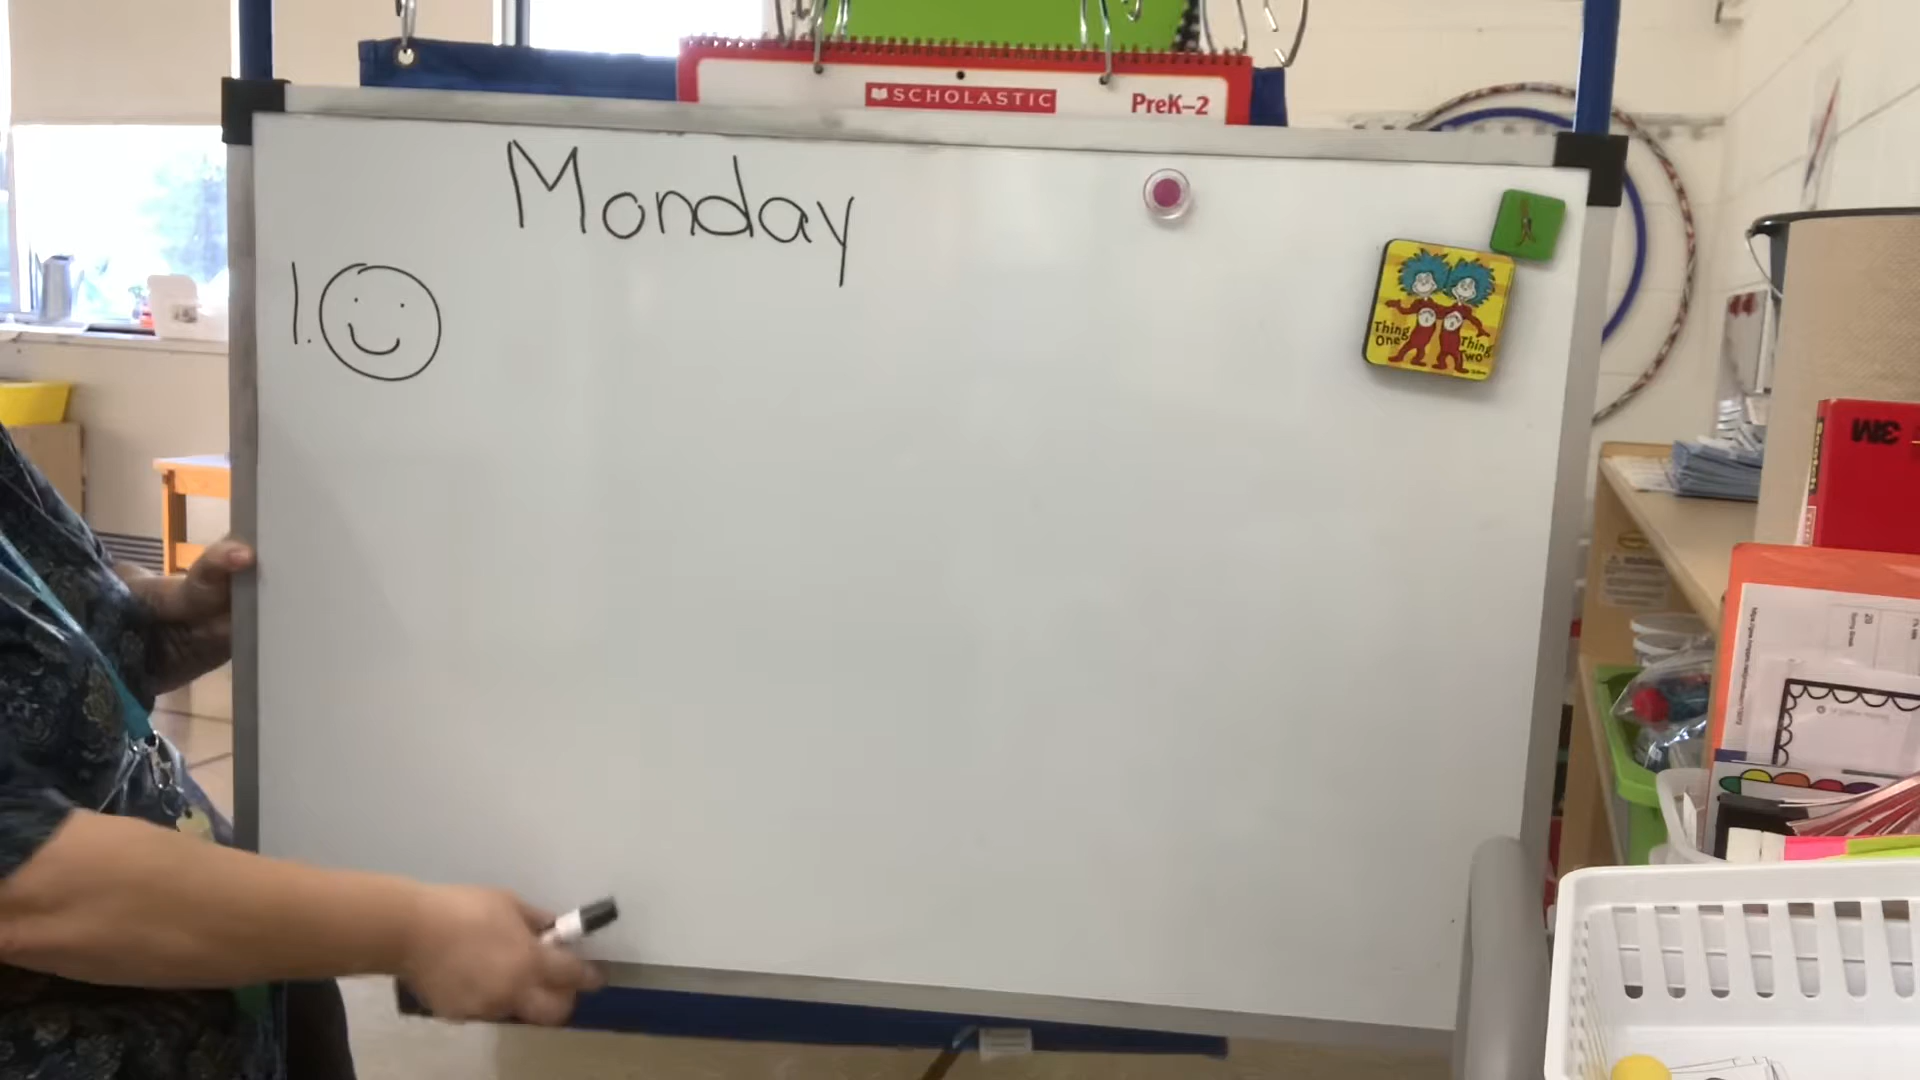 SCHOLASTIC
PreK–2
Monday
1.
Thing One
Thing Two
3M